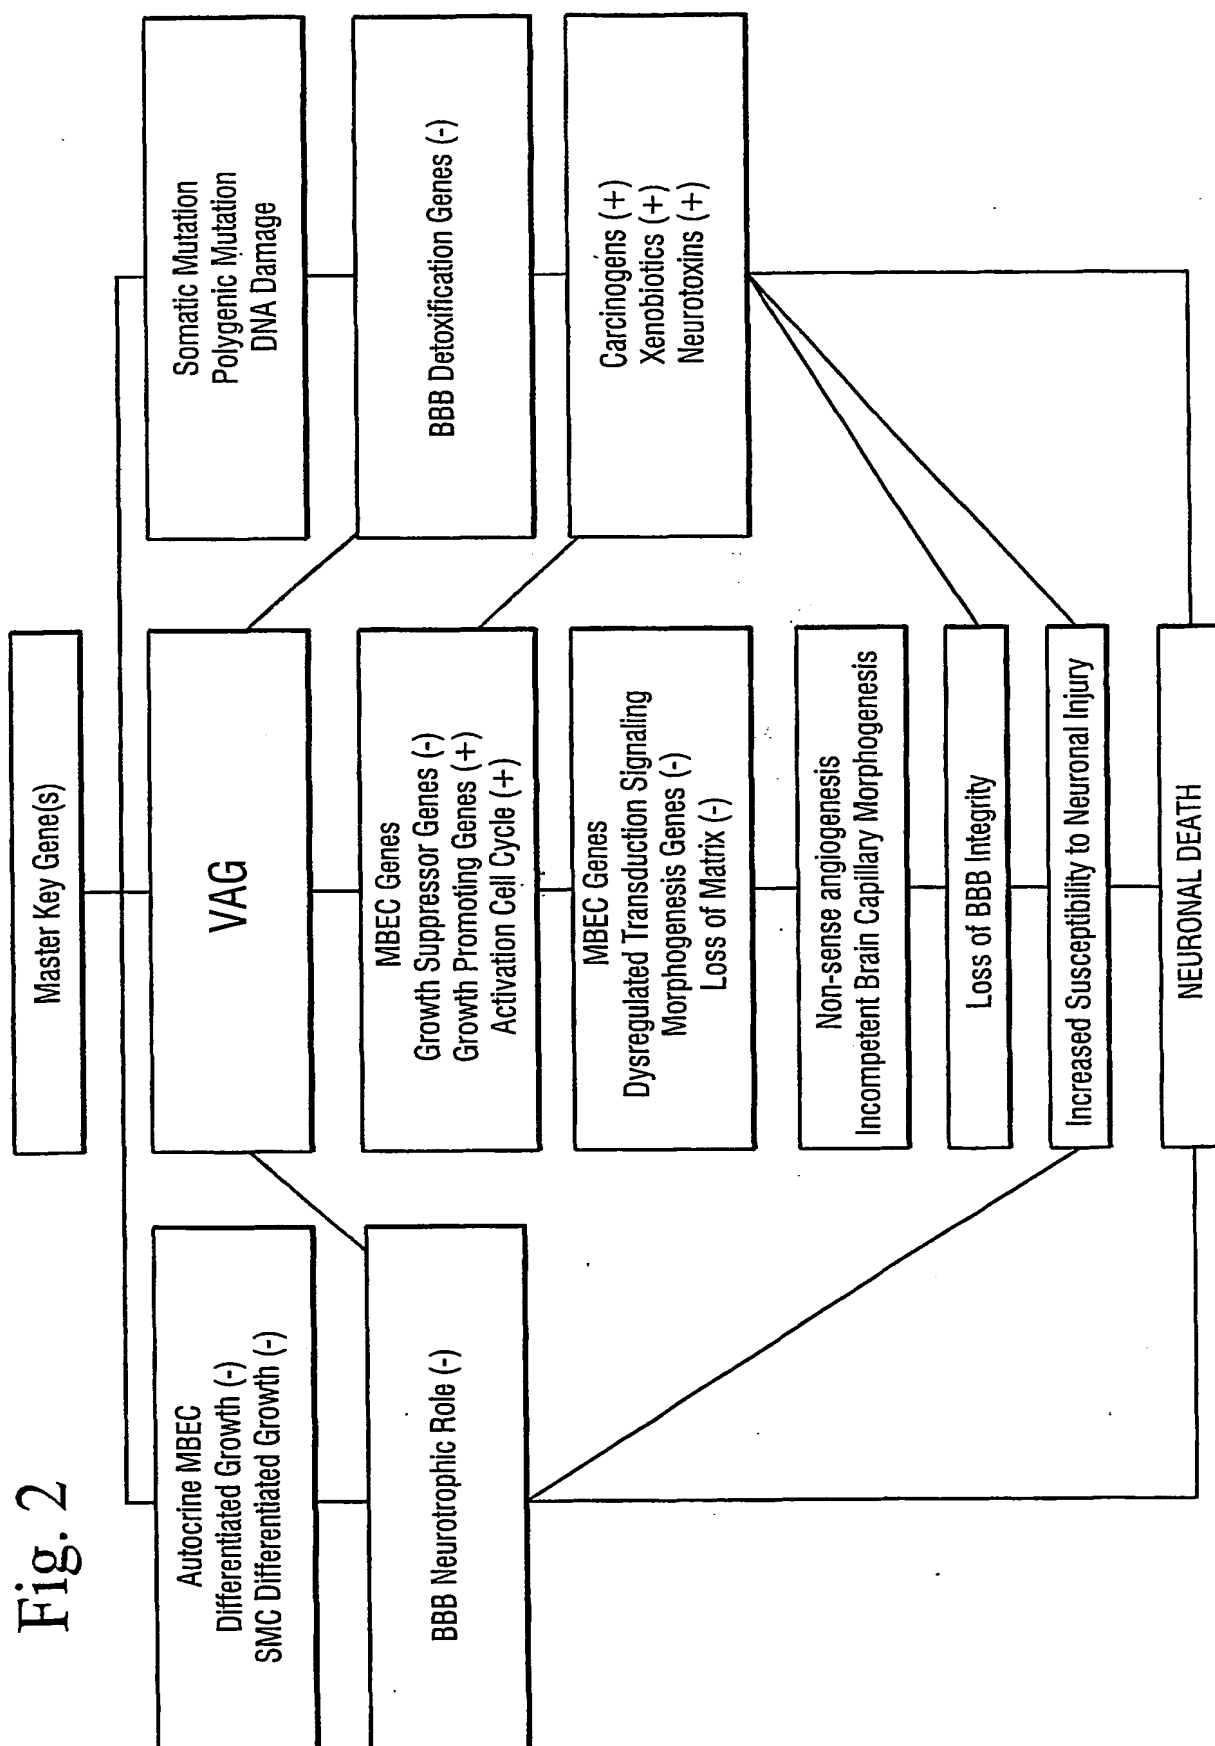 Fig. 2
Master Key Gene(s)
Autocrine MBEC
Differentiated Growth (-)
SMC Differentiated Growth (-)
VAG
Somatic Mutation
Polygenic Mutation
DNA Damage
BBB Neurotrophic Role (-)
MBEC Genes
Growth Suppressor Genes (-)
Growth Promoting Genes (+)
Activation Cell Cycle (+)
BBB Detoxification Genes (-)
MBEC Genes
Dysregulated Transduction Signaling
Morphogenesis Genes (-)
Loss of Matrix (-)
Carcinogens (+)
Xenobiotics (+)
Neurotoxins (+)
Non-sense angiogenesis
Incompetent Brain Capillary Morphogenesis
Loss of BBB Integrity
Increased Susceptibility to Neuronal Injury
NEURONAL DEATH